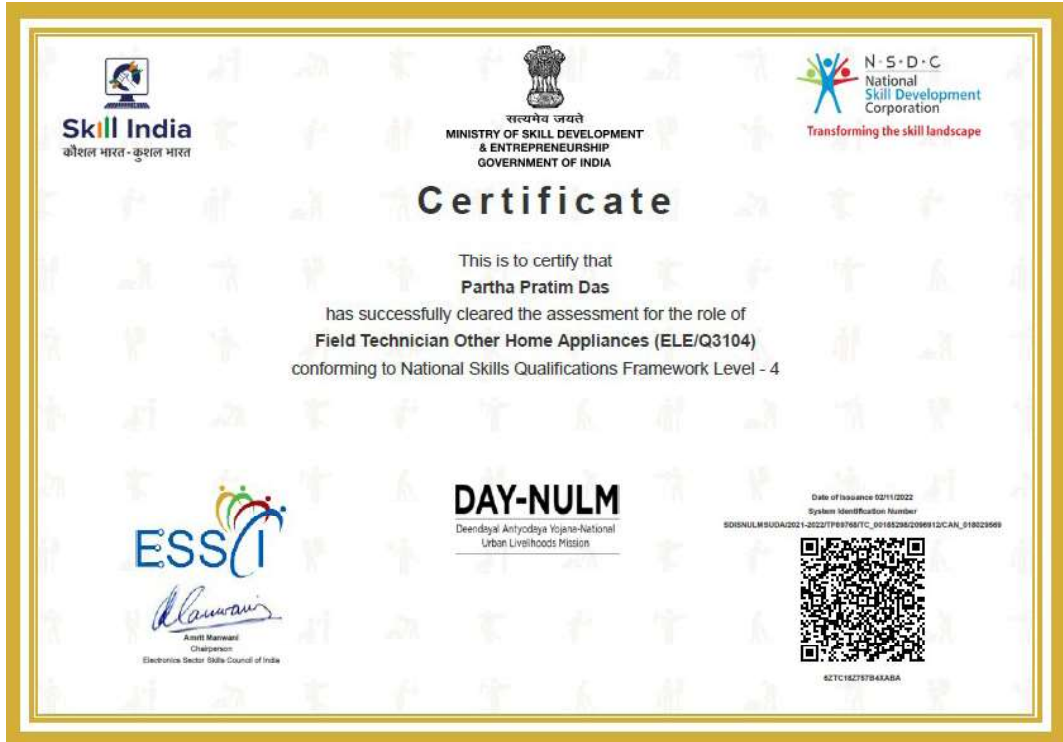 Skill India
कौशल भारत - कुशल भारत
सत्यमेव जयते
MINISTRY OF SKILL DEVELOPMENT
& ENTREPRENEURSHIP
GOVERNMENT OF INDIA
N·S·D·C
National
Skill Development
Corporation
Transforming the skill landscape
Certificate
This is to certify that
Partha Pratim Das
has successfully cleared the assessment for the role of
Field Technician Other Home Appliances (ELE/Q3104)
conforming to National Skills Qualifications Framework Level - 4
ESSCI
Amrit Manwani
Chairperson
Electronics Sector Skills Council of India
DAY-NULM
Deendayal Antyodaya Yojana-National
Urban Livelihoods Mission
Date of Issuance 02/11/2022
System Identification Number